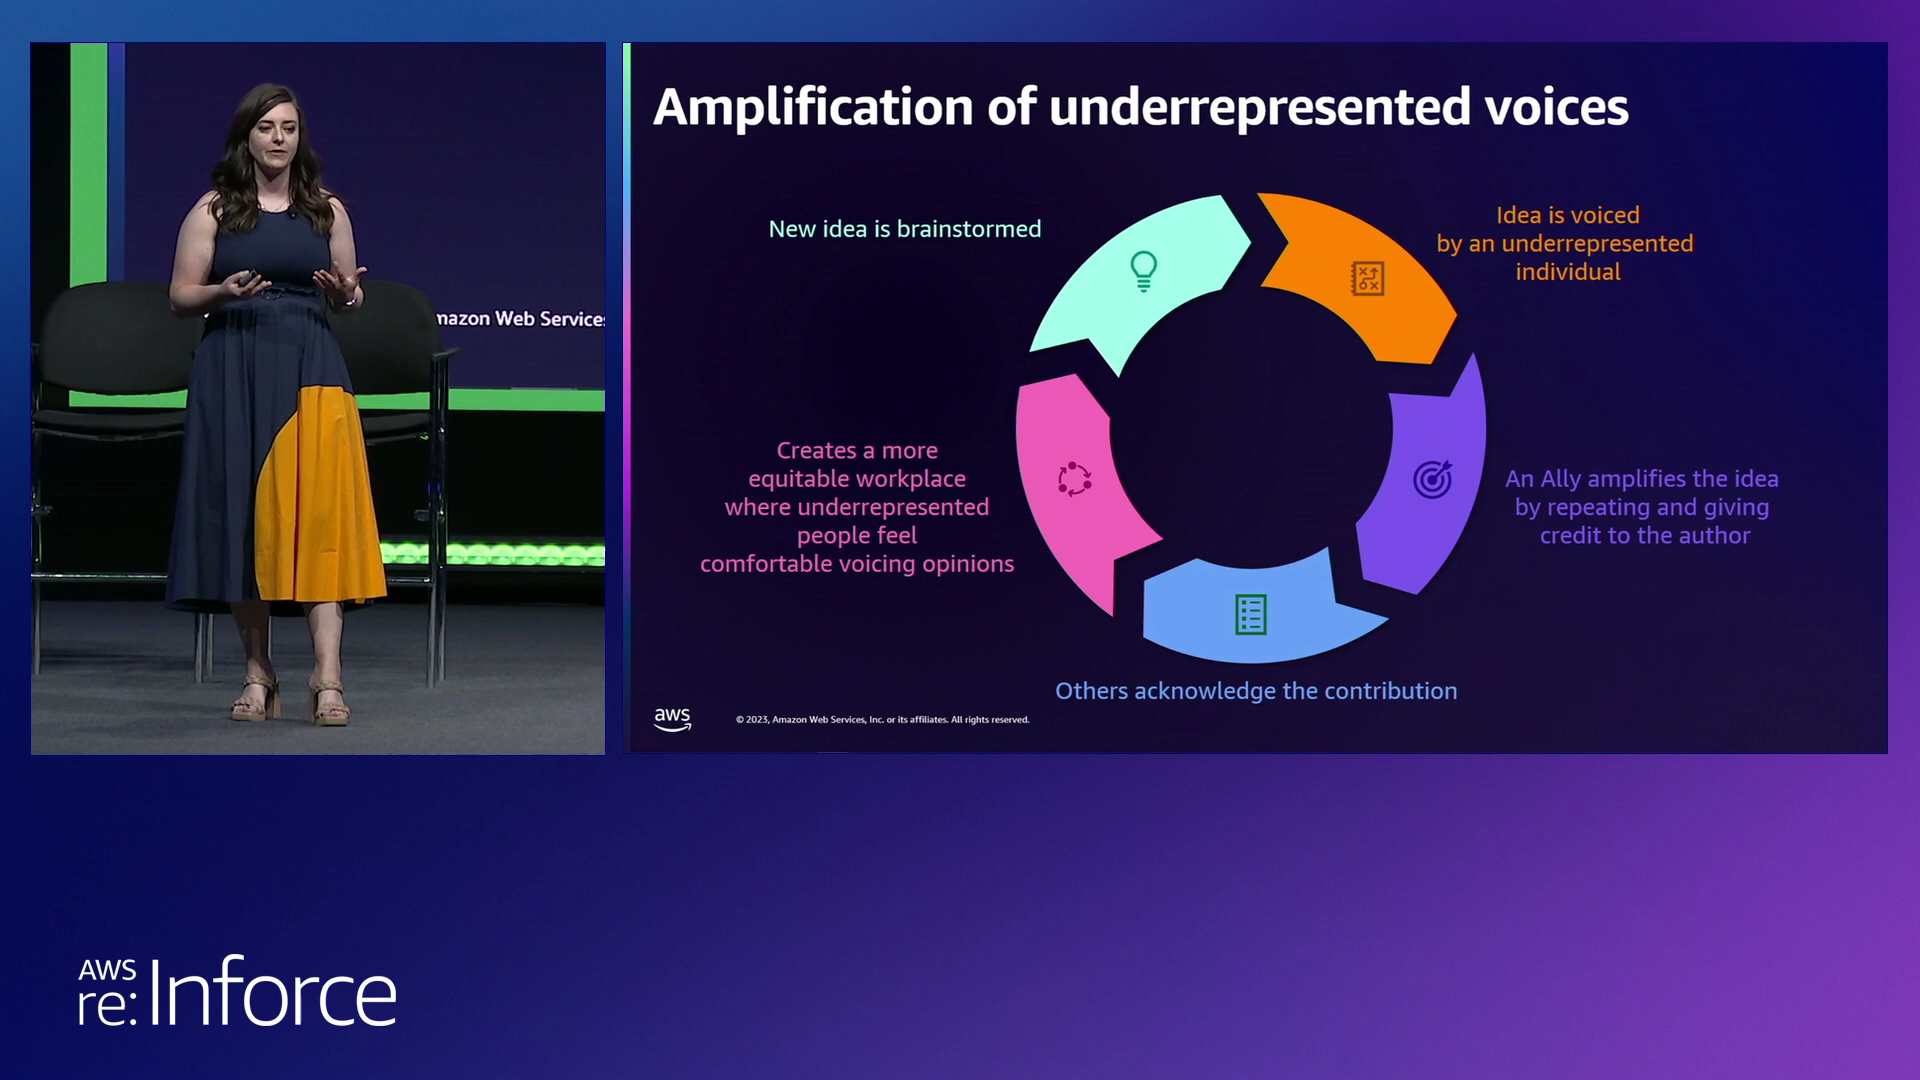 mazon Web Services
Amplification of underrepresented voices
New idea is brainstormed
Idea is voiced
by an underrepresented
individual
An Ally amplifies the idea
by repeating and giving
credit to the author
Others acknowledge the contribution
Creates a more
equitable workplace
where underrepresented
people feel
comfortable voicing opinions
aws
© 2023, Amazon Web Services, Inc. or its affiliates. All rights reserved.
AWS
re:Inforce